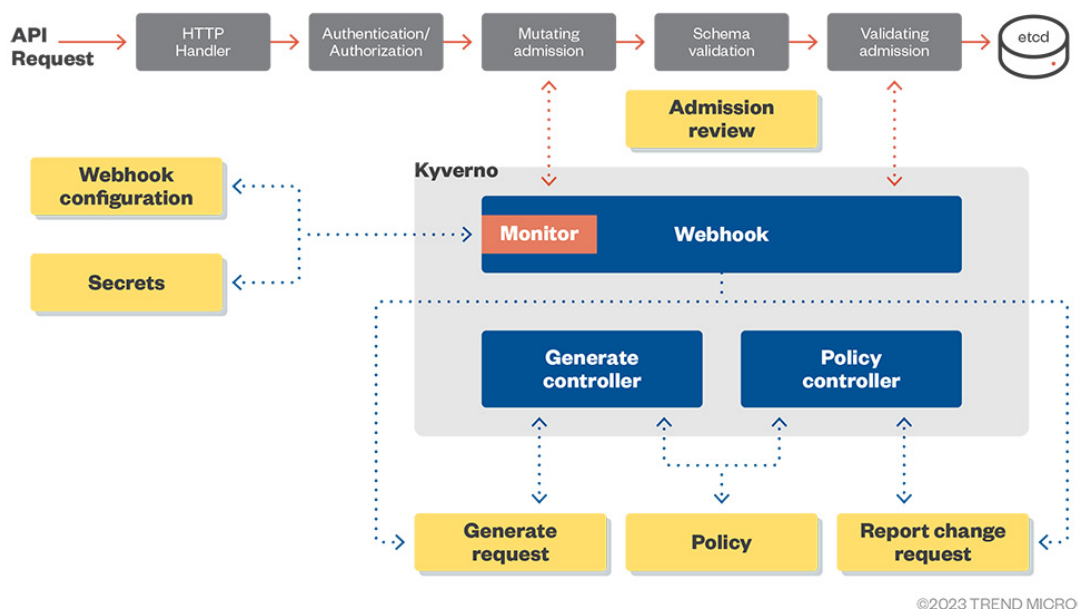 API
Request
HTTP
Handler
Authentication/
Authorization
Mutating
admission
Schema
validation
Validating
admission
etcd
Admission
review
Kyverno
Webhook
configuration
Monitor
Webhook
Secrets
Generate
controller
Policy
controller
Generate
request
Policy
Report change
request
©2023 TREND MICRO